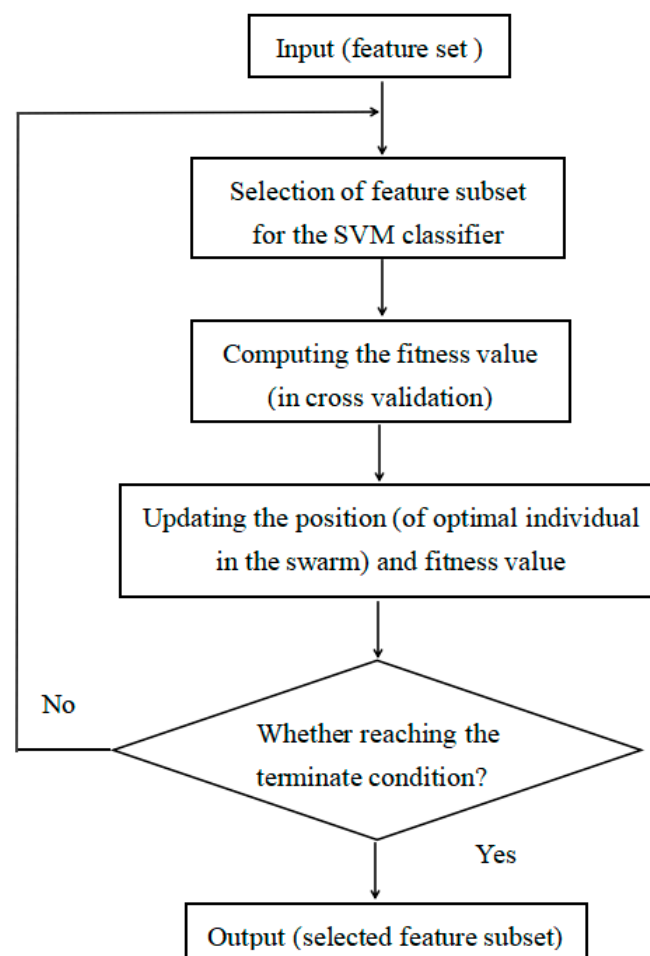 Input (feature set )
Selection of feature subset
for the SVM classifier
Computing the fitness value
(in cross validation)
Updating the position (of optimal individual
in the swarm) and fitness value
No
Whether reaching the
terminate condition?
Yes
Output (selected feature subset)